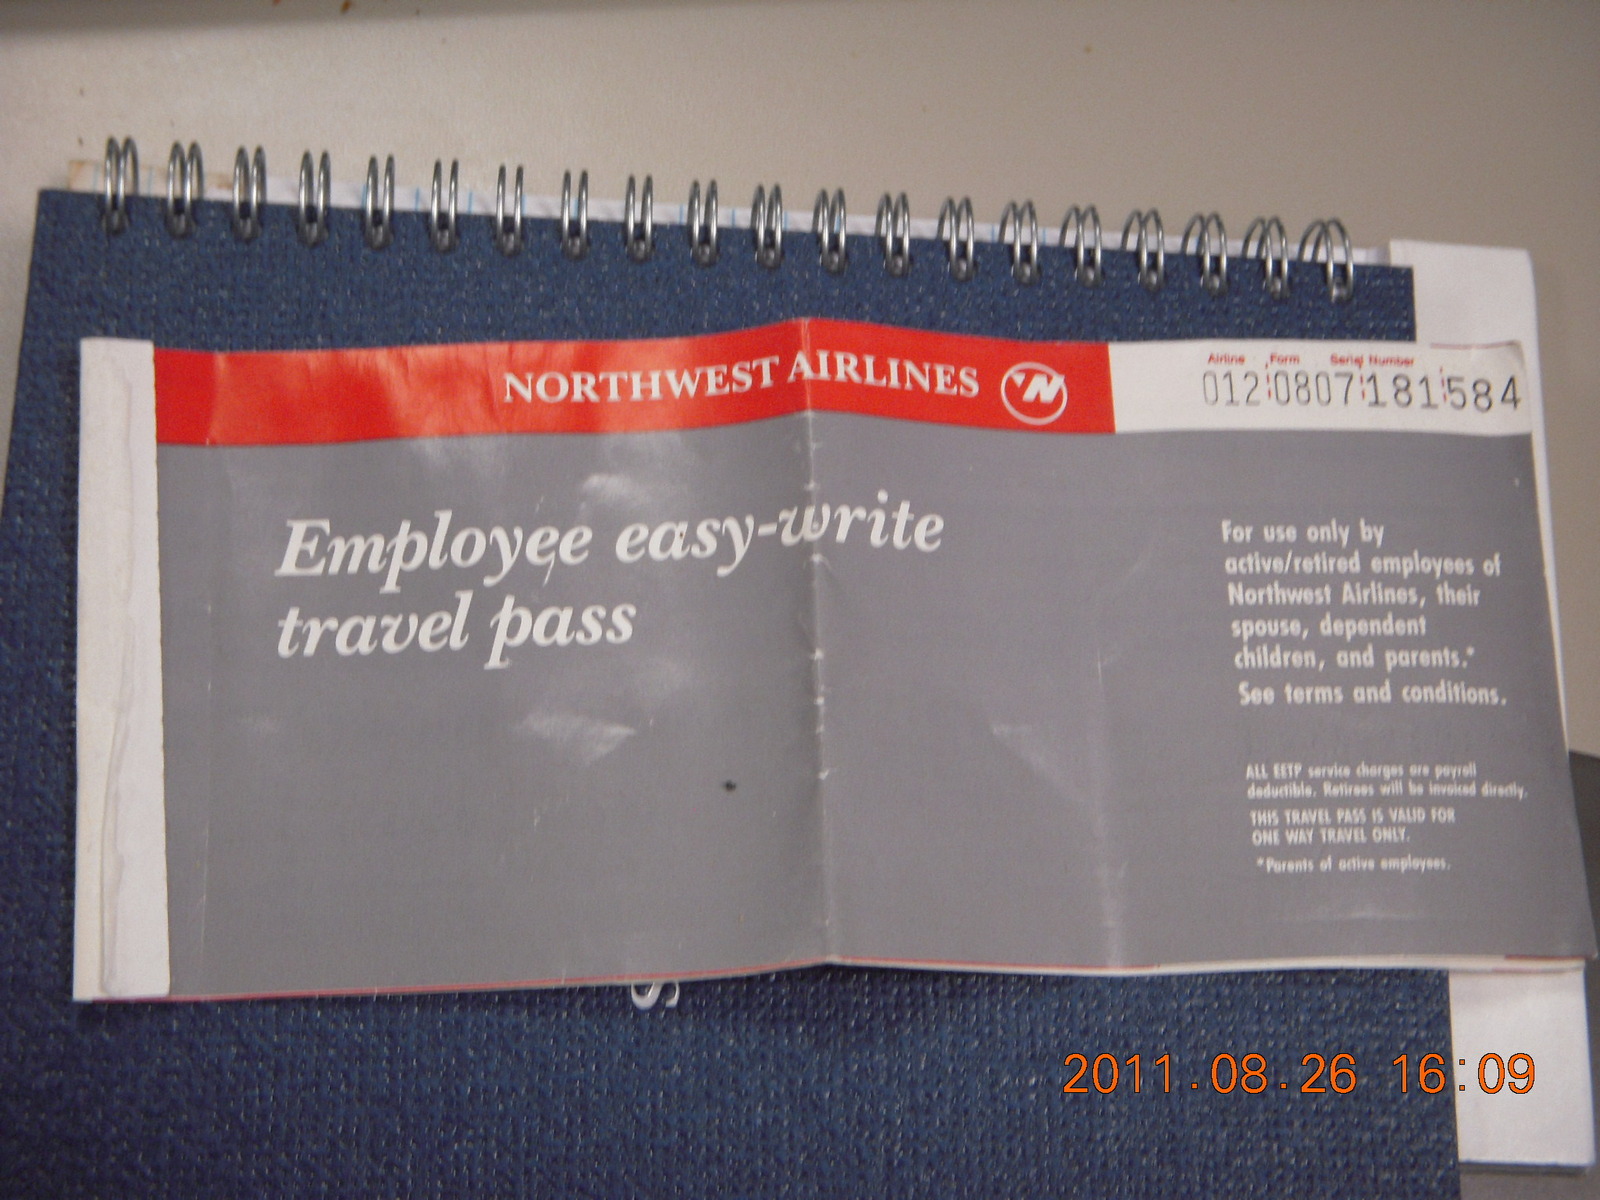 NORTHWEST AIRLINES
Airline Form Serial Number
012 0807 181 584
Employee easy-write
travel pass
For use only by
active/retired employees of
Northwest Airlines, their
spouse, dependent
children, and parents.*
See terms and conditions.
ALL EETP service charges are payroll
deductible. Retirees will be invoiced directly.
THIS TRAVEL PASS IS VALID FOR
ONE WAY TRAVEL ONLY.
*Parents of active employees.
S
2011.08.26 16:09